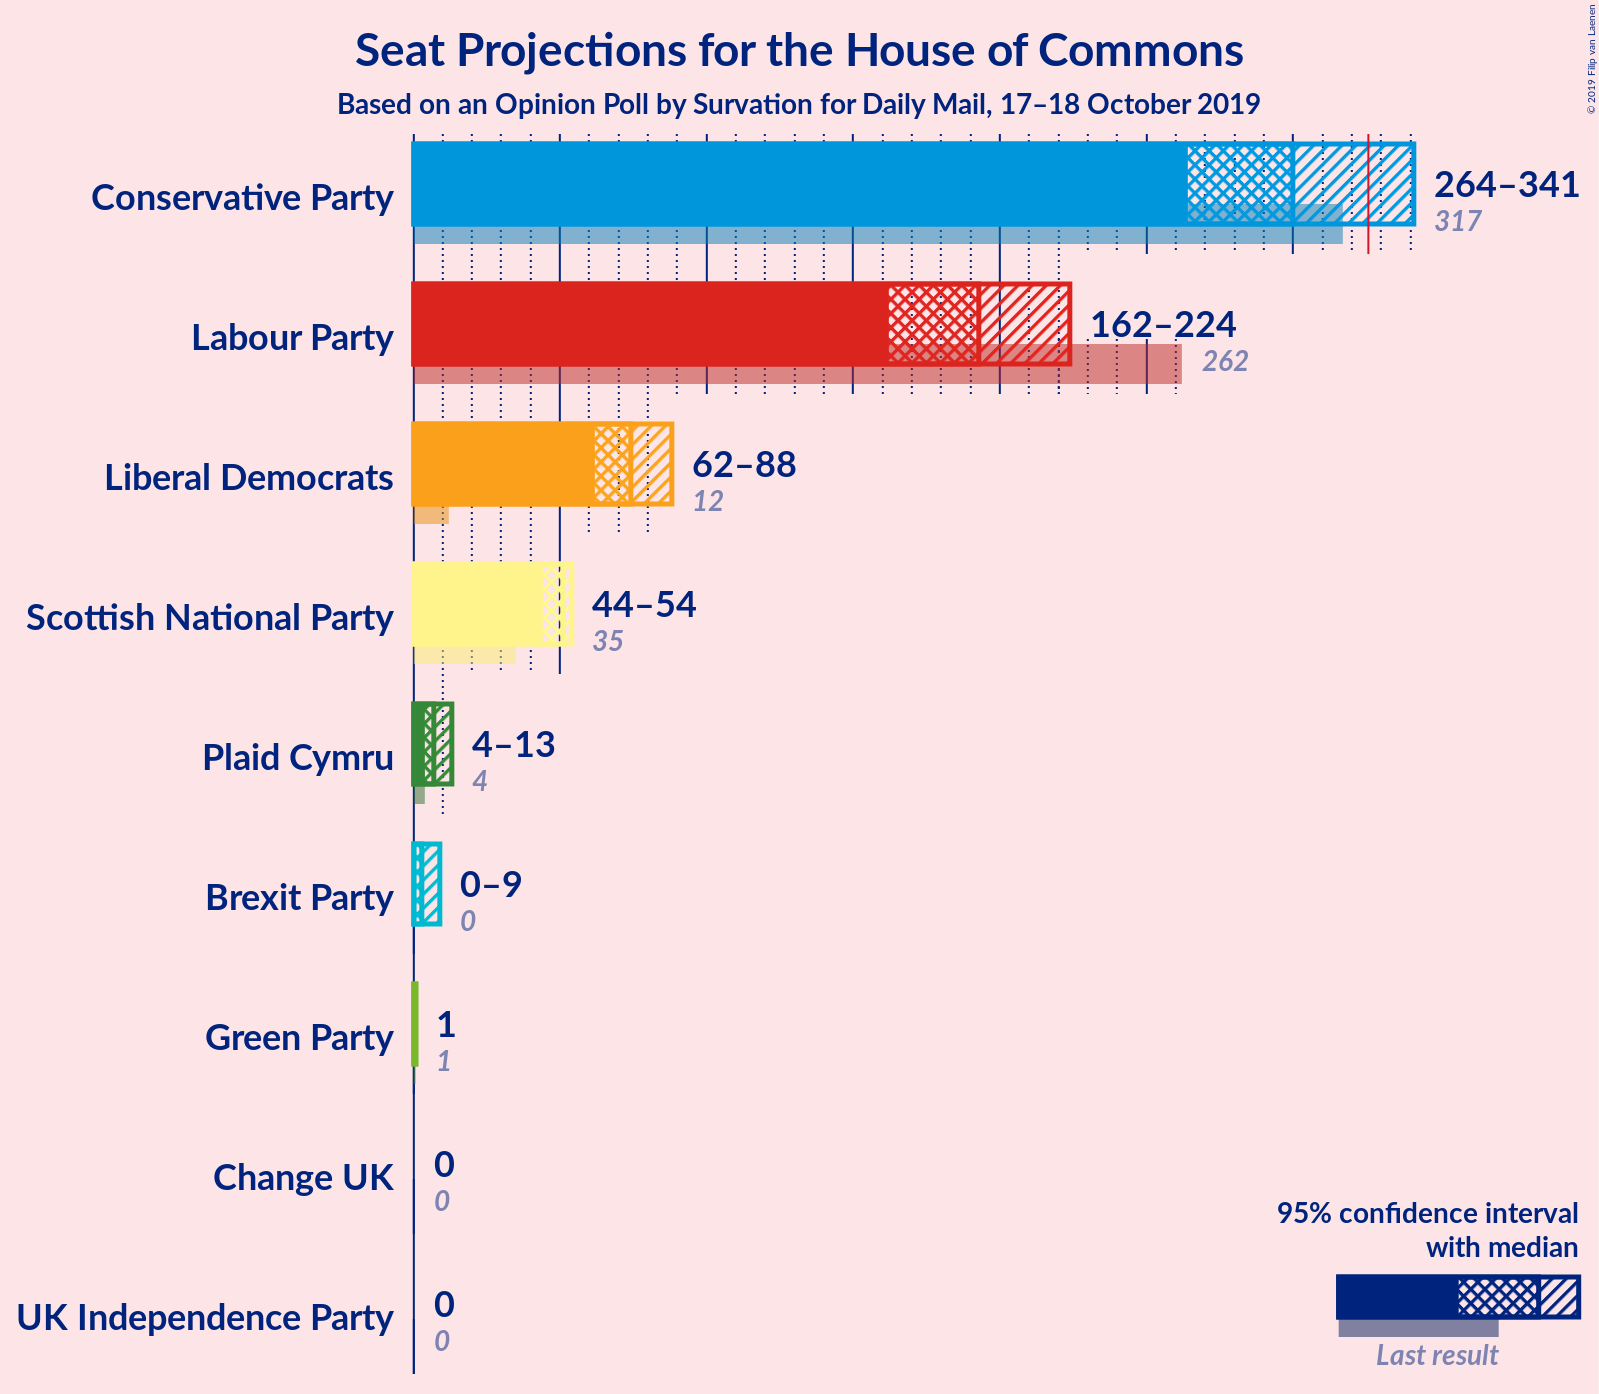 Seat Projections for the House of Commons
Based on an Opinion Poll by Survation for Daily Mail, 17–18 October 2019
© 2019 Filip van Laenen
Conservative Party
264–341
317
Labour Party
162–224
262
Liberal Democrats
62–88
12
Scottish National Party
44–54
35
Plaid Cymru
4–13
4
Brexit Party
0–9
0
Green Party
1
1
Change UK
0
0
UK Independence Party
0
0
95% confidence interval
with median
Last result